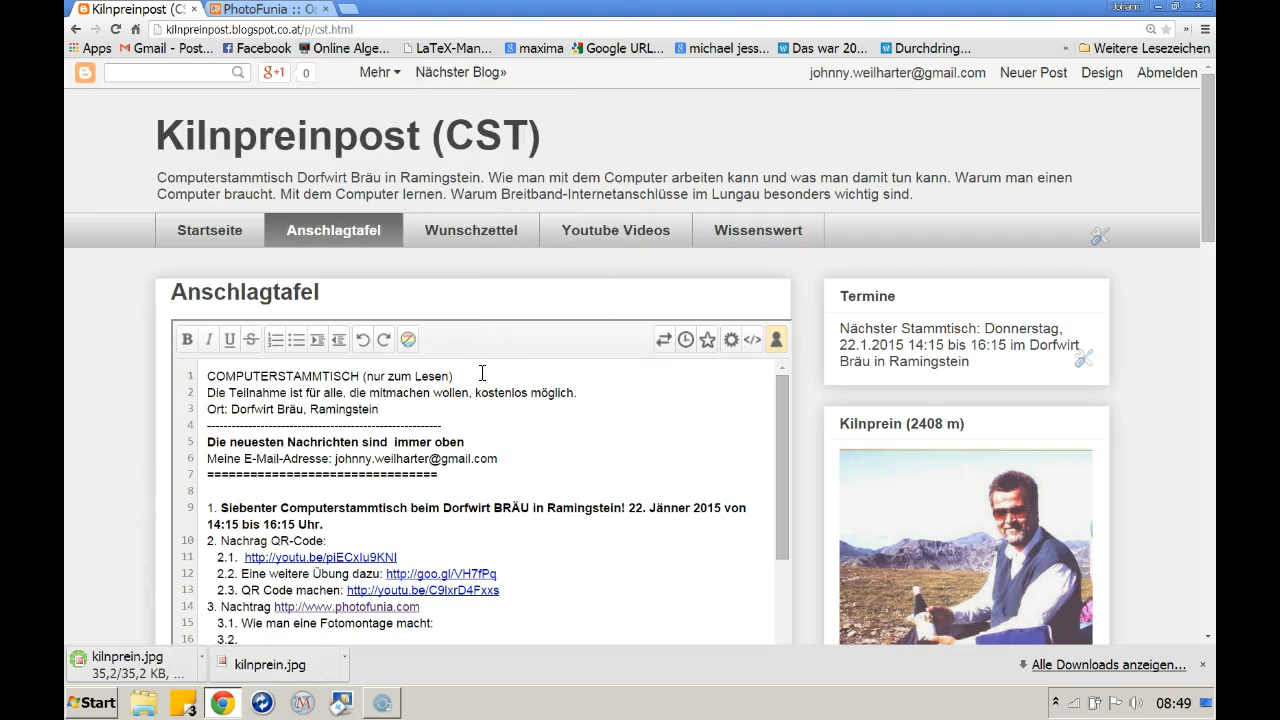 Kilnpreinpost (CST
PhotoFunia :: O
Johann
kilnpreinpost.blogspot.co.at/p/cst.html
Apps Gmail - Post... Facebook Online Alge... LaTeX-Man... maxima Google URL... michael jess... Das war 20... Durchdring... » Weitere Lesezeichen
g+1 0 Mehr Nächster Blog» johnny.weilharter@gmail.com Neuer Post Design Abmelden
Kilnpreinpost (CST)
Computerstammtisch Dorfwirt Bräu in Ramingstein. Wie man mit dem Computer arbeiten kann und was man damit tun kann. Warum man einen
Computer braucht. Mit dem Computer lernen. Warum Breitband-Internetanschlüsse im Lungau besonders wichtig sind.
Startseite Anschlagtafel Wunschzettel Youtube Videos Wissenswert
Anschlagtafel
B I U S
1 COMPUTERSTAMMTISCH (nur zum Lesen)
2 Die Teilnahme ist für alle, die mitmachen wollen, kostenlos möglich.
3 Ort: Dorfwirt Bräu, Ramingstein
4 --------------------------------------------------------
5 Die neuesten Nachrichten sind  immer oben
6 Meine E-Mail-Adresse: johnny.weilharter@gmail.com
7 ================================
8
9 1. Siebenter Computerstammtisch beim Dorfwirt BRÄU in Ramingstein! 22. Jänner 2015 von
14:15 bis 16:15 Uhr.
10 2. Nachrag QR-Code:
11 2.1. http://youtu.be/piECxIu9KNI
12 2.2. Eine weitere Übung dazu: http://goo.gl/VH7fPq
13 2.3. QR Code machen: http://youtu.be/C9IxrD4Fxxs
14 3. Nachtrag http://www.photofunia.com
15 3.1. Wie man eine Fotomontage macht:
16 3.2.
Termine
Nächster Stammtisch: Donnerstag,
22.1.2015 14:15 bis 16:15 im Dorfwirt
Bräu in Ramingstein
Kilnprein (2408 m)
kilnprein.jpg
35,2/35,2 KB, ...
kilnprein.jpg
Alle Downloads anzeigen...
Start 3 08:49